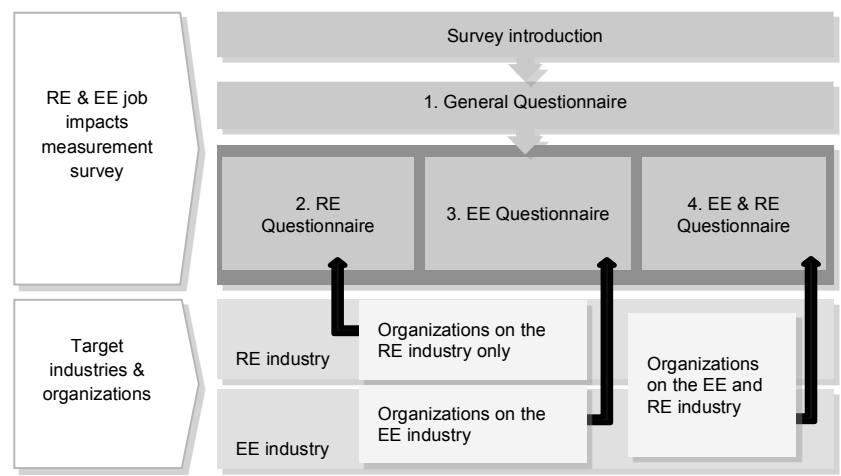 RE & EE job
impacts
measurement
survey
Survey introduction
1. General Questionnaire
2. RE
Questionnaire
3. EE Questionnaire
4. EE & RE
Questionnaire
Target
industries &
organizations
RE industry
Organizations on the
RE industry only
EE industry
Organizations on the
EE industry
Organizations
on the EE and
RE industry